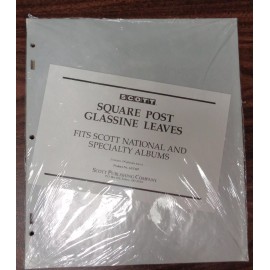 SCOTT
SQUARE POST
GLASSINE LEAVES
FITS SCOTT NATIONAL AND
SPECIALTY ALBUMS
SCOTT PUBLISHING COMPANY